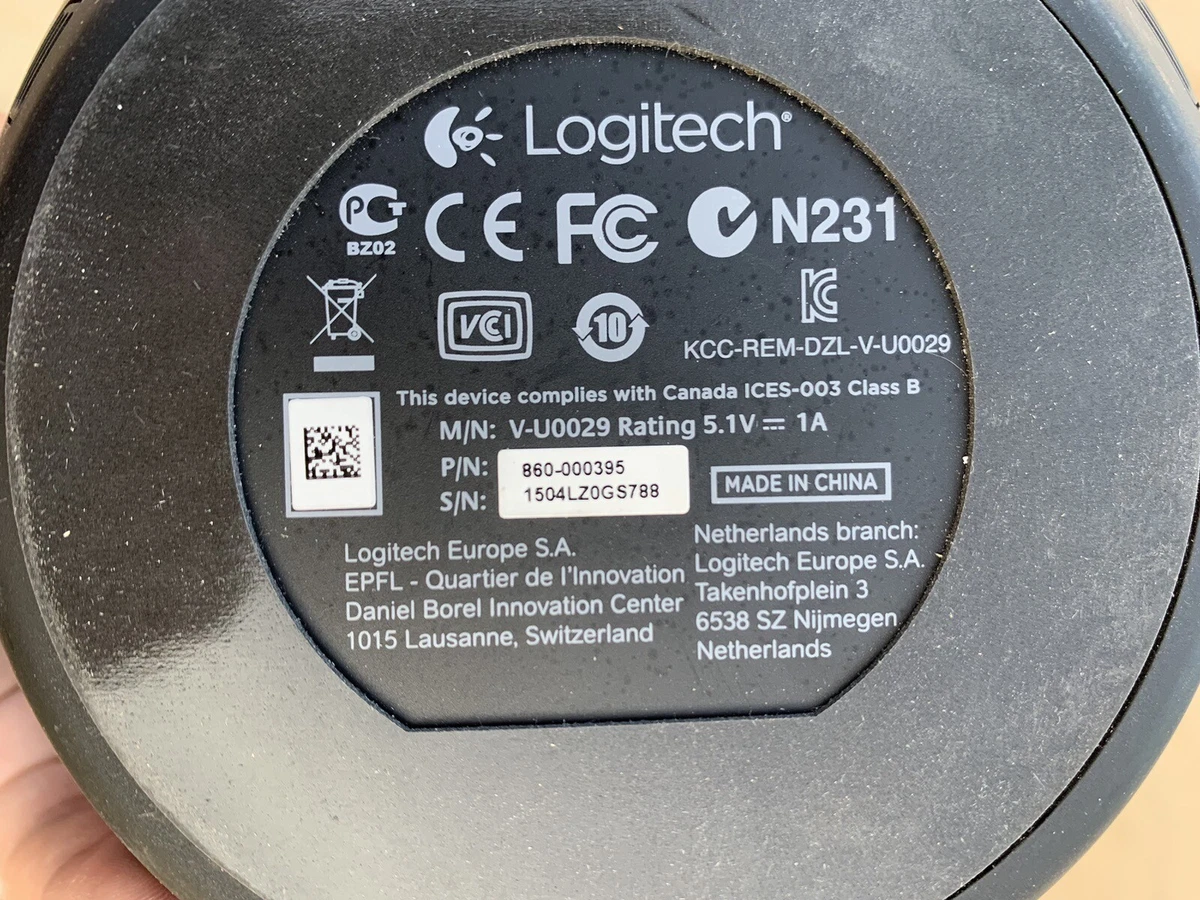 Logitech®
PCT
BZ02
CE FC N231
VCI
10
KC
KCC-REM-DZL-V-U0029
This device complies with Canada ICES-003 Class B
M/N: V-U0029 Rating 5.1V ⎓ 1A
P/N: 860-000395
S/N: 1504LZ0GS788
MADE IN CHINA
Logitech Europe S.A.
EPFL - Quartier de l'Innovation
Daniel Borel Innovation Center
1015 Lausanne, Switzerland
Netherlands branch:
Logitech Europe S.A.
Takenhofplein 3
6538 SZ Nijmegen
Netherlands